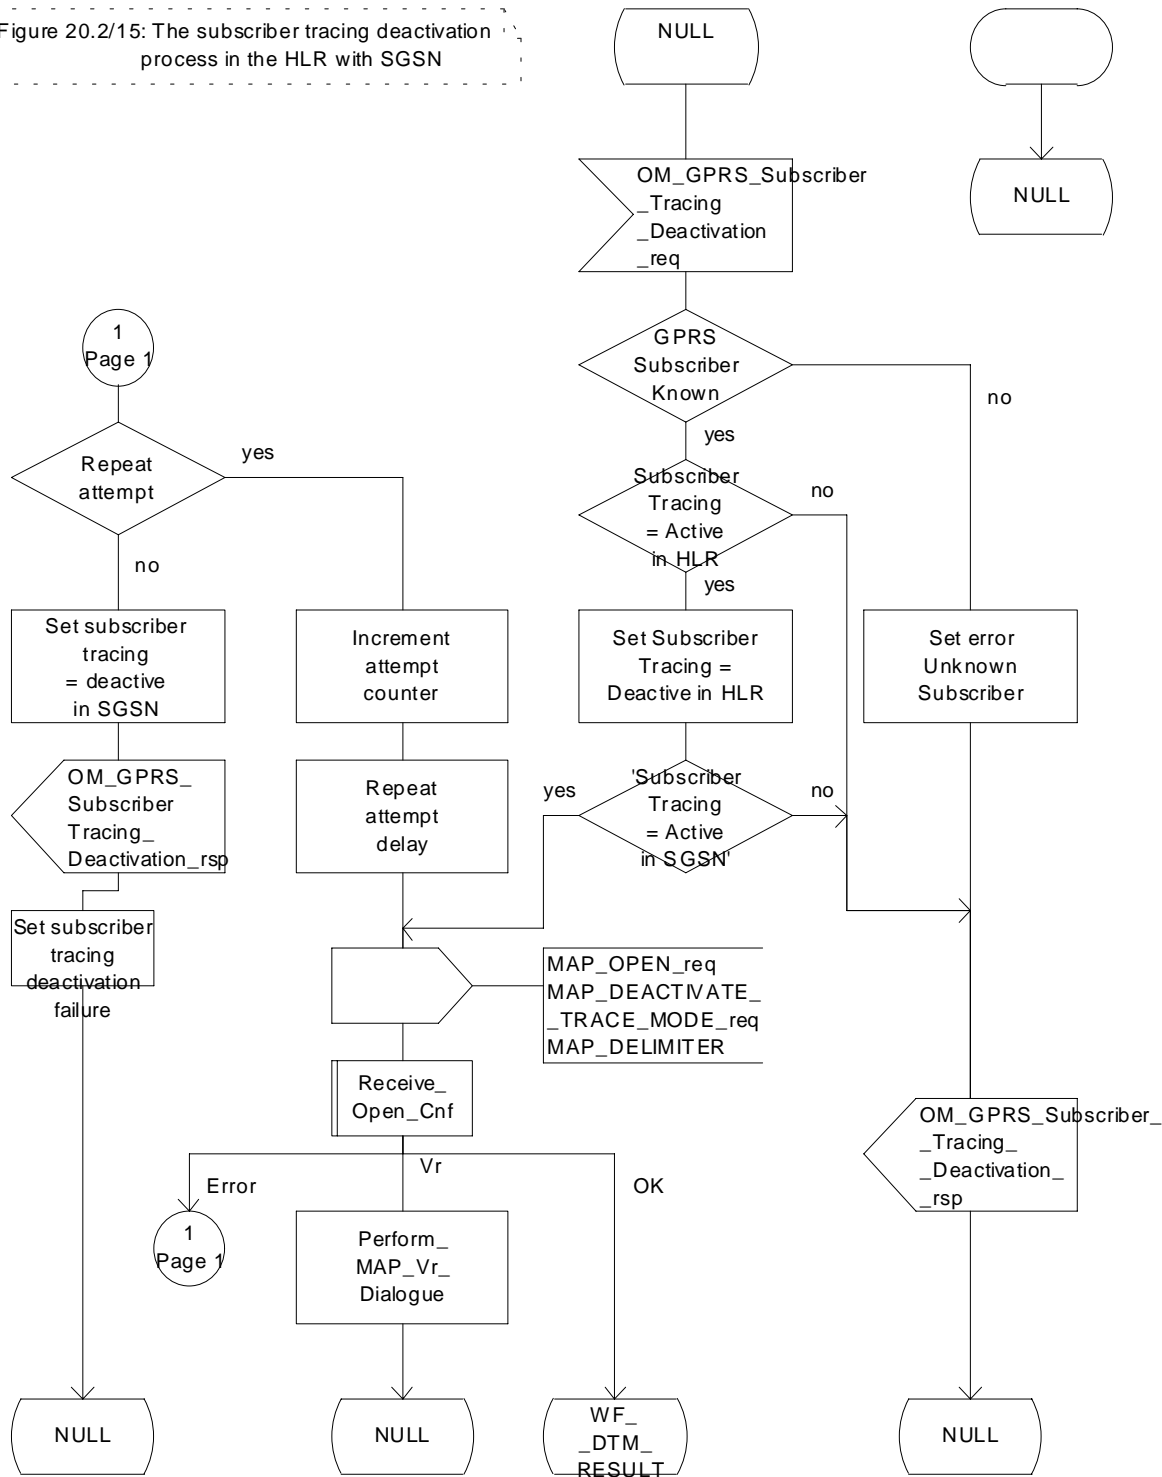 Figure 20.2/15: The subscriber tracing deactivation
process in the HLR with SGSN
NULL
OM_GPRS_Subscriber
_Tracing
_Deactivation
_req
NULL
1
Page 1
GPRS
Subscriber
Known
no
yes
Repeat
attempt
yes
no
Subscriber
Tracing
= Active
in HLR
no
yes
Set subscriber
tracing
= deactive
in SGSN
Increment
attempt
counter
Set Subscriber
Tracing =
Deactive in HLR
Set error
Unknown
Subscriber
OM_GPRS_
Subscriber
Tracing_
Deactivation_rsp
Repeat
attempt
delay
yes
'Subscriber
Tracing
= Active
in SGSN'
no
Set subscriber
tracing
deactivation
failure
MAP_OPEN_req
MAP_DEACTIVATE_
_TRACE_MODE_req
MAP_DELIMITER
Receive_
Open_Cnf
OM_GPRS_Subscriber_
_Tracing_
_Deactivation_
_rsp
Error
Vr
OK
1
Page 1
Perform_
MAP_Vr_
Dialogue
NULL
NULL
WF_
_DTM_
RESULT
NULL